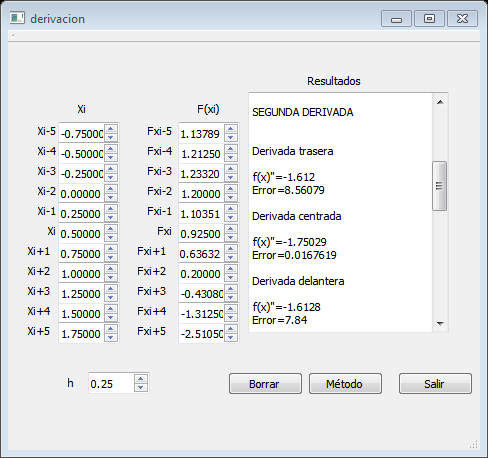 derivacion
Resultados
Xi F(xi)
Xi-5 -0.75000 Fxi-5 1.13789
Xi-4 -0.50000 Fxi-4 1.21250
Xi-3 -0.25000 Fxi-3 1.23320
Xi-2 0.00000 Fxi-2 1.20000
Xi-1 0.25000 Fxi-1 1.10351
Xi 0.50000 Fxi 0.92500
Xi+1 0.75000 Fxi+1 0.63632
Xi+2 1.00000 Fxi+2 0.20000
Xi+3 1.25000 Fxi+3 -0.43080
Xi+4 1.50000 Fxi+4 -1.31250
Xi+5 1.75000 Fxi+5 -2.51050
SEGUNDA DERIVADA
Derivada trasera
f(x)"=-1.612
Error=8.56079
Derivada centrada
f(x)"=-1.75029
Error=0.0167619
Derivada delantera
f(x)"=-1.6128
Error=7.84
h 0.25
Borrar Método Salir